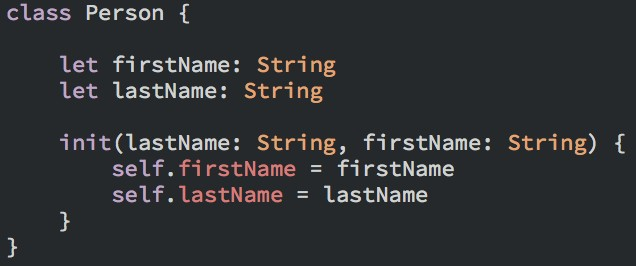 class Person {
    let firstName: String
    let lastName: String
    init(lastName: String, firstName: String) {
        self.firstName = firstName
        self.lastName = lastName
    }
}